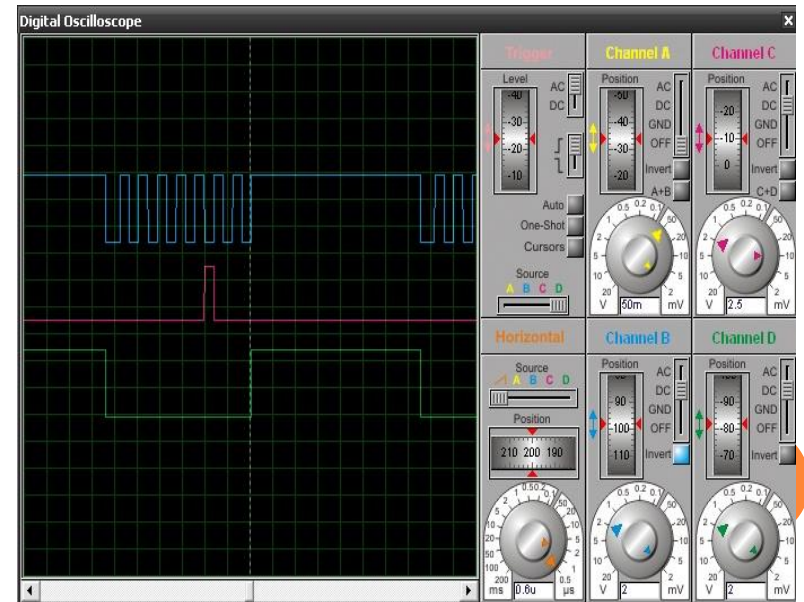 Digital Oscilloscope
Trigger
Level
AC
DC
-40
-30
-20
-10
Auto
One-Shot
Cursors
Source
A B C D
Channel A
Position
AC
DC
GND
OFF
Invert
A+B
-50
-40
-30
-20
V
50m
mV
Channel C
Position
AC
DC
GND
OFF
Invert
C+D
-20
-10
0
V
2.5
mV
Horizontal
Source
A B C D
Position
210 200 190
200
ms
0.6u
0.5
µs
Channel B
Position
AC
DC
GND
OFF
Invert
90
100
110
V
2
mV
Channel D
Position
AC
DC
GND
OFF
Invert
-90
-80
-70
V
2
mV